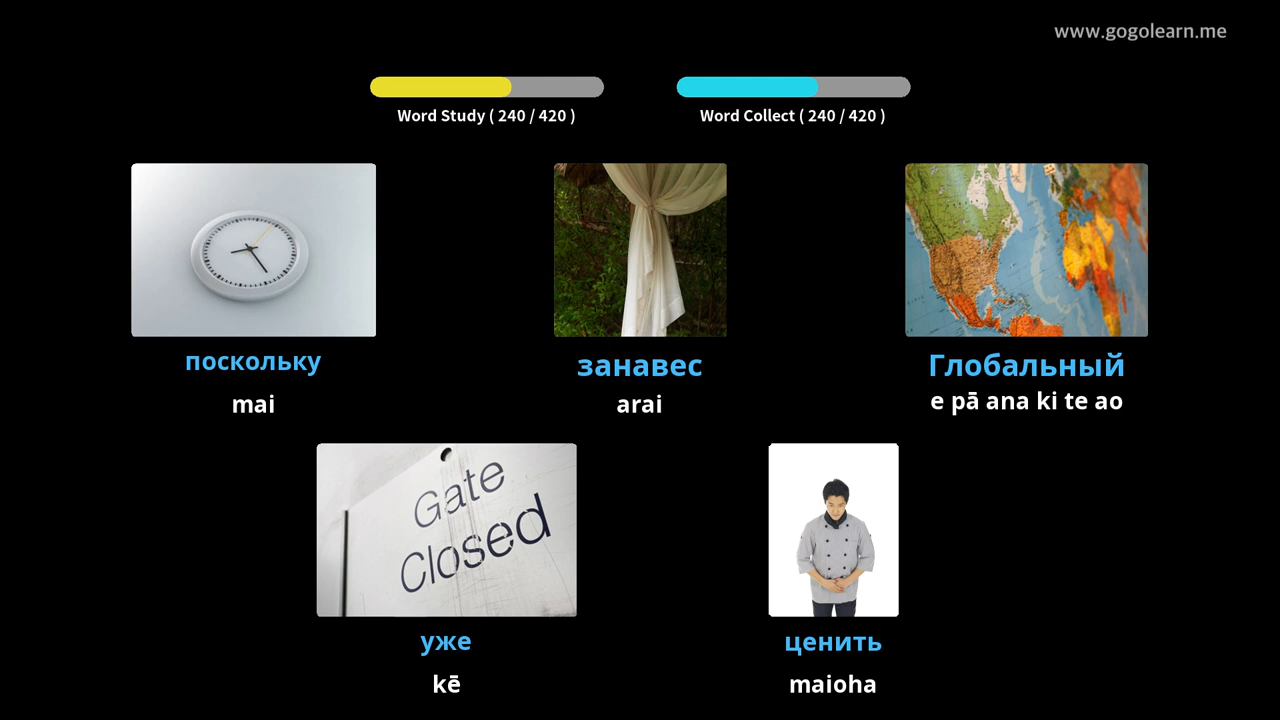 www.gogolearn.me
Word Study ( 240 / 420 )
Word Collect ( 240 / 420 )
поскольку
mai
занавес
arai
Глобальный
e pā ana ki te ao
Gate
Closed
уже
kē
ценить
maioha